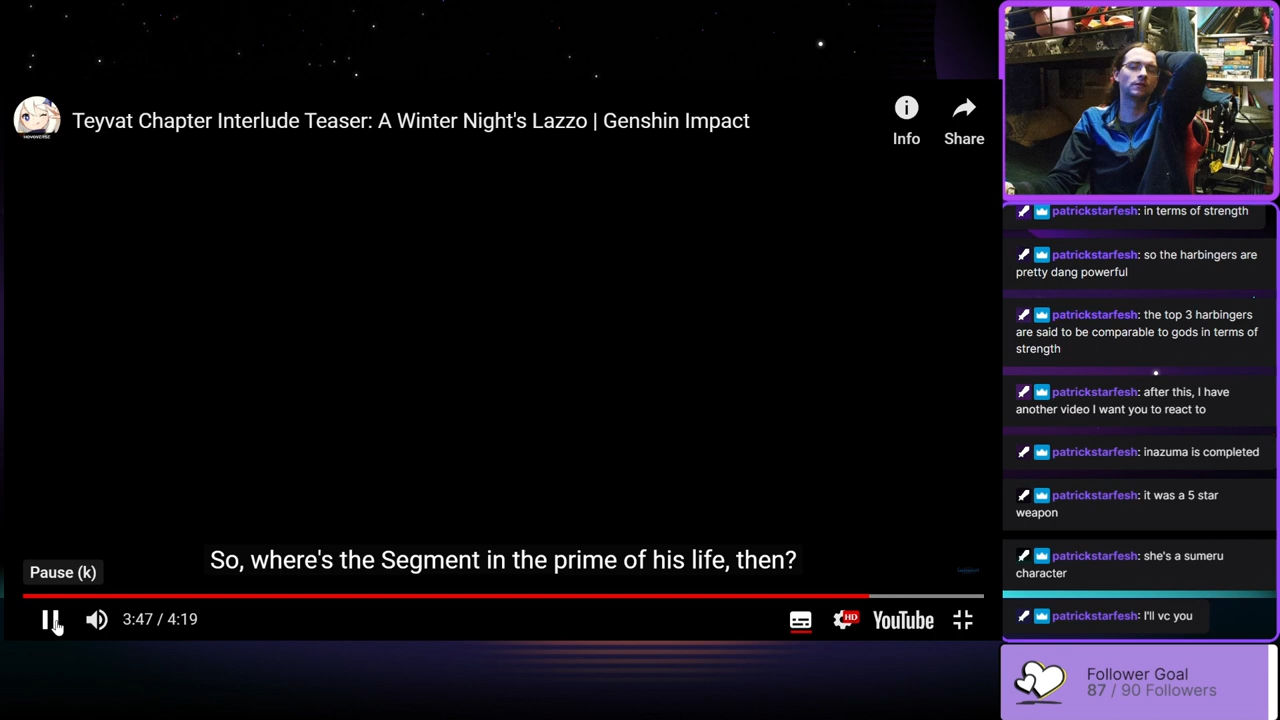 Teyvat Chapter Interlude Teaser: A Winter Night's Lazzo | Genshin Impact
Info
Share
So, where's the Segment in the prime of his life, then?
Pause (k)
3:47 / 4:19
HD
YouTube
patrickstarfesh: in terms of strength
patrickstarfesh: so the harbingers are
pretty dang powerful
patrickstarfesh: the top 3 harbingers
are said to be comparable to gods in terms of
strength
patrickstarfesh: after this, I have
another video I want you to react to
patrickstarfesh: inazuma is completed
patrickstarfesh: it was a 5 star
weapon
patrickstarfesh: she's a sumeru
character
patrickstarfesh: I'll vc you
Follower Goal
87 / 90 Followers